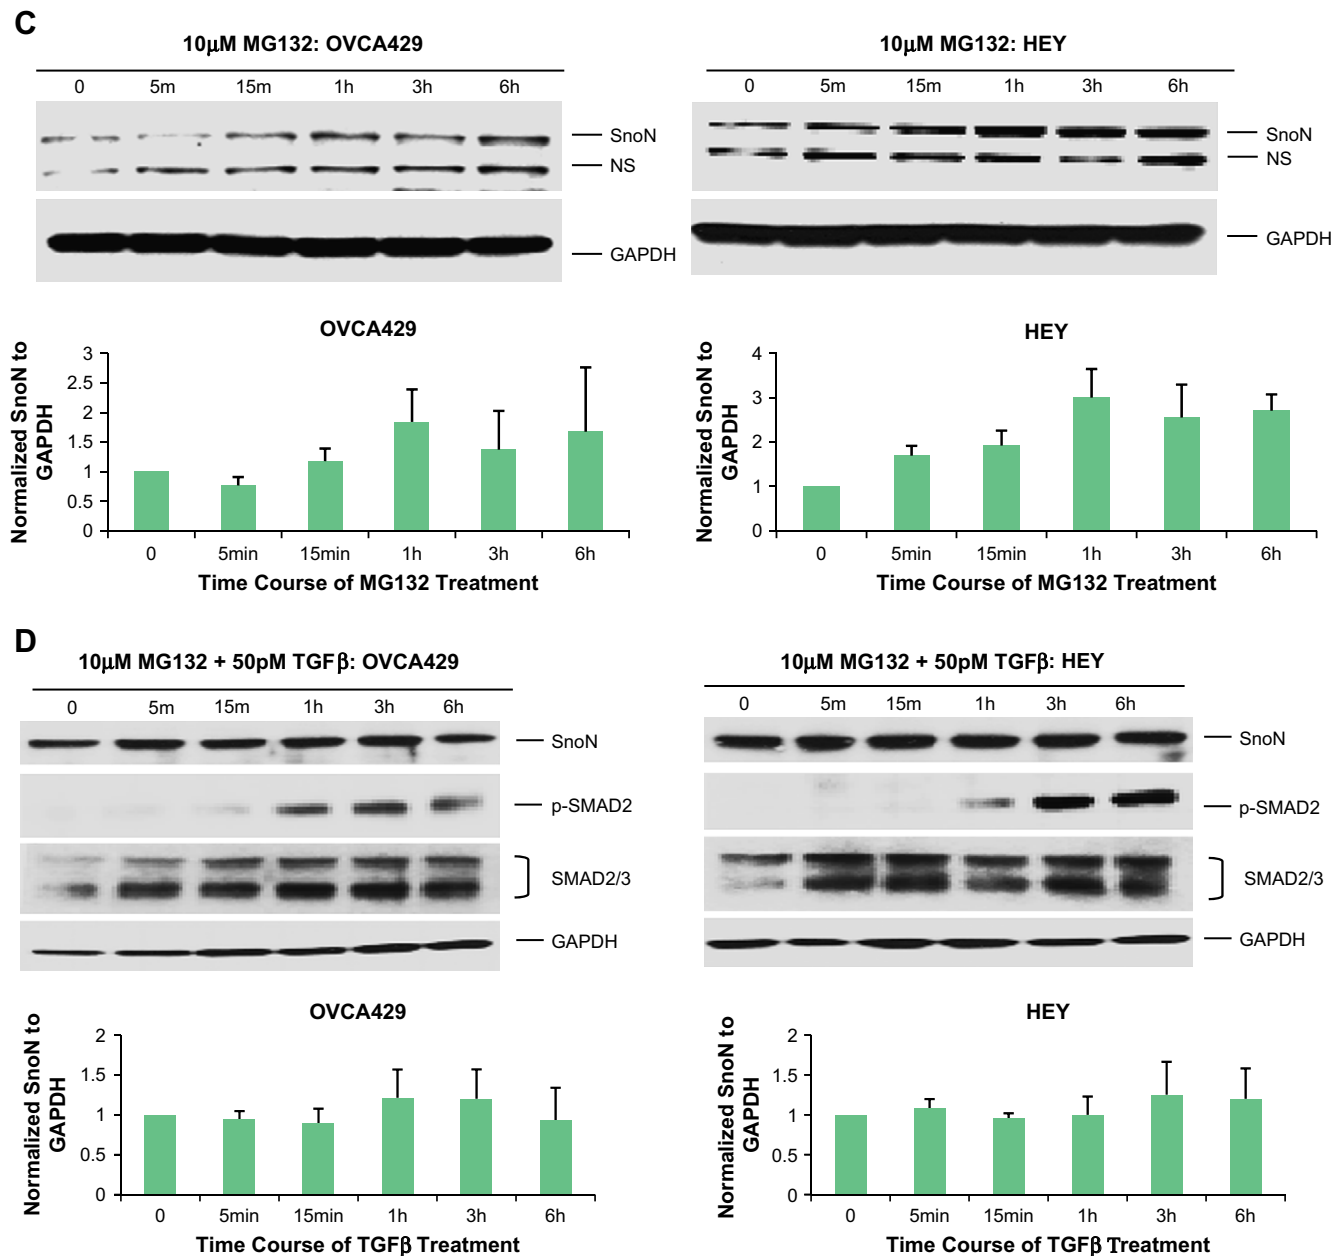 C
10μM MG132: OVCA429
0 5m 15m 1h 3h 6h
SnoN
NS
GAPDH
10μM MG132: HEY
0 5m 15m 1h 3h 6h
SnoN
NS
GAPDH
OVCA429
Normalized SnoN to
GAPDH
3
2.5
2
1.5
1
0.5
0
0 5min 15min 1h 3h 6h
Time Course of MG132 Treatment
HEY
Normalized SnoN to
GAPDH
4
3
2
1
0
0 5min 15min 1h 3h 6h
Time Course of MG132 Treatment
D
10μM MG132 + 50pM TGFβ: OVCA429
0 5m 15m 1h 3h 6h
SnoN
p-SMAD2
SMAD2/3
GAPDH
10μM MG132 + 50pM TGFβ: HEY
0 5m 15m 1h 3h 6h
SnoN
p-SMAD2
SMAD2/3
GAPDH
OVCA429
Normalized SnoN to
GAPDH
2
1.5
1
0.5
0
0 5min 15min 1h 3h 6h
Time Course of TGFβ Treatment
HEY
Normalized SnoN to
GAPDH
2
1.5
1
0.5
0
0 5min 15min 1h 3h 6h
Time Course of TGFβ Treatment